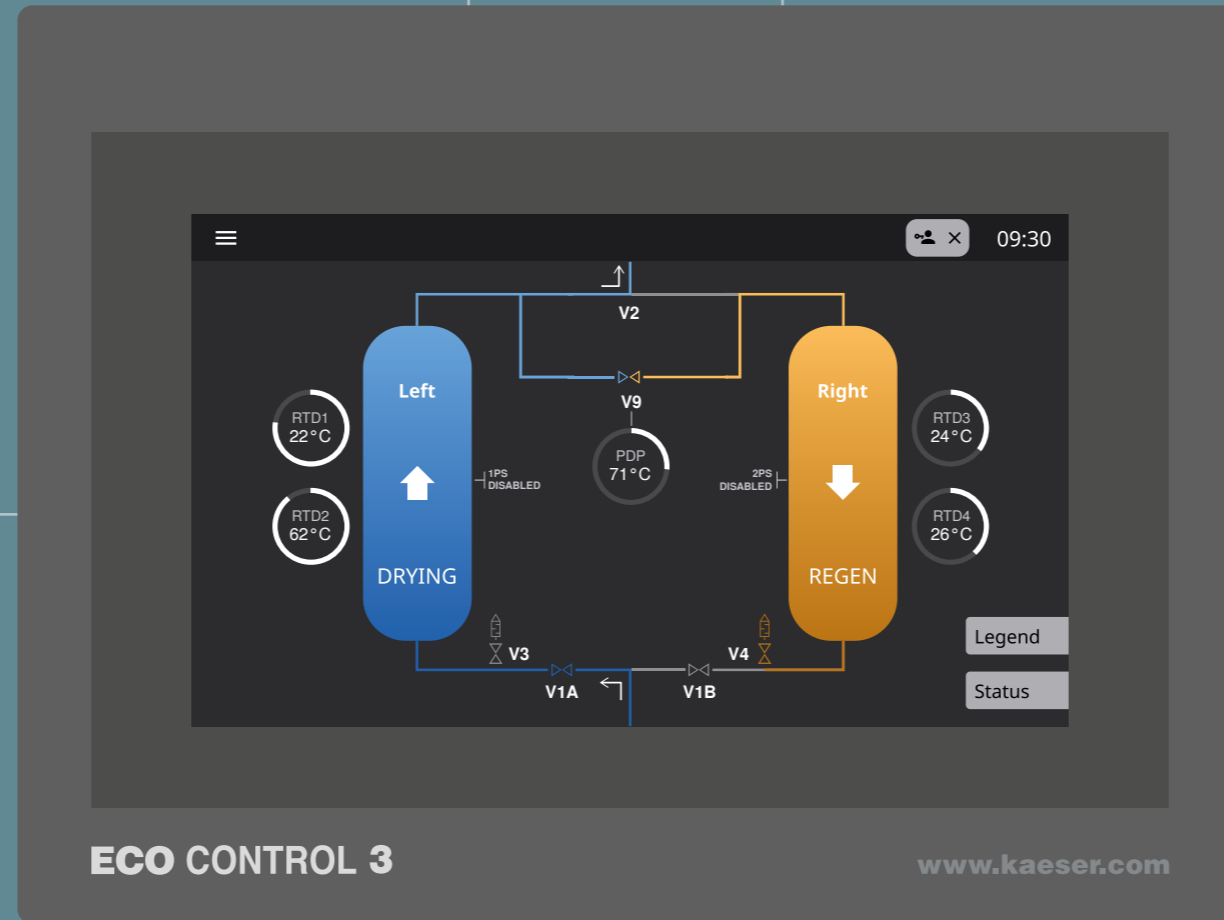 09:30
V2
Left
Right
V9
RTD1
22°C
RTD3
24°C
PDP
71°C
1PS
DISABLED
2PS
DISABLED
RTD2
62°C
RTD4
26°C
DRYING
REGEN
V3
V4
Legend
V1A
V1B
Status
ECO CONTROL 3
www.kaeser.com